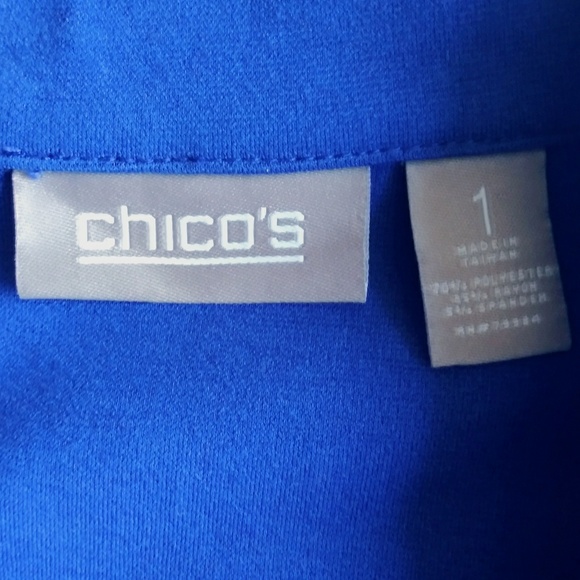 chico's
1
MADE IN
TAIWAN
70% POLYESTER
25% RAYON
5% SPANDEX